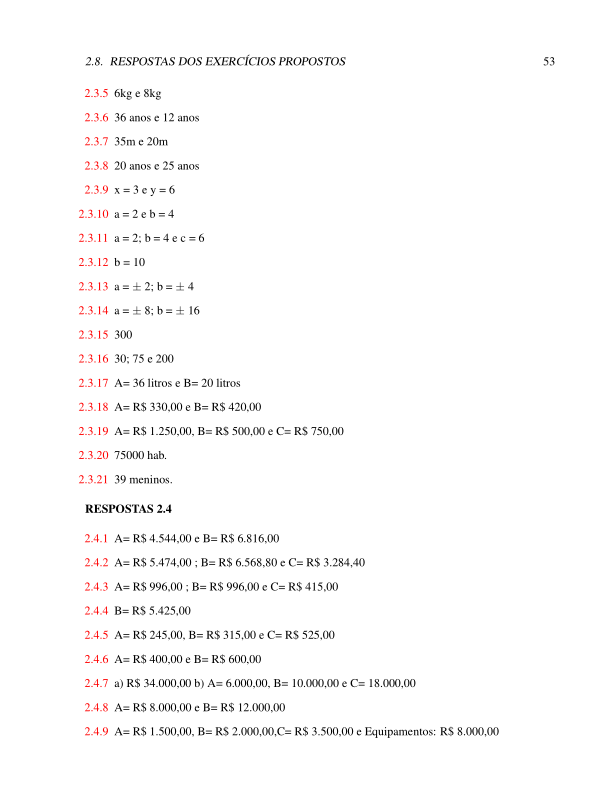 2.8. RESPOSTAS DOS EXERCÍCIOS PROPOSTOS 53
2.3.5 6kg e 8kg
2.3.6 36 anos e 12 anos
2.3.7 35m e 20m
2.3.8 20 anos e 25 anos
2.3.9 x = 3 e y = 6
2.3.10 a = 2 e b = 4
2.3.11 a = 2; b = 4 e c = 6
2.3.12 b = 10
2.3.13 a = ± 2; b = ± 4
2.3.14 a = ± 8; b = ± 16
2.3.15 300
2.3.16 30; 75 e 200
2.3.17 A= 36 litros e B= 20 litros
2.3.18 A= R$ 330,00 e B= R$ 420,00
2.3.19 A= R$ 1.250,00, B= R$ 500,00 e C= R$ 750,00
2.3.20 75000 hab.
2.3.21 39 meninos.
RESPOSTAS 2.4
2.4.1 A= R$ 4.544,00 e B= R$ 6.816,00
2.4.2 A= R$ 5.474,00 ; B= R$ 6.568,80 e C= R$ 3.284,40
2.4.3 A= R$ 996,00 ; B= R$ 996,00 e C= R$ 415,00
2.4.4 B= R$ 5.425,00
2.4.5 A= R$ 245,00, B= R$ 315,00 e C= R$ 525,00
2.4.6 A= R$ 400,00 e B= R$ 600,00
2.4.7 a) R$ 34.000,00 b) A= 6.000,00, B= 10.000,00 e C= 18.000,00
2.4.8 A= R$ 8.000,00 e B= R$ 12.000,00
2.4.9 A= R$ 1.500,00, B= R$ 2.000,00,C= R$ 3.500,00 e Equipamentos: R$ 8.000,00